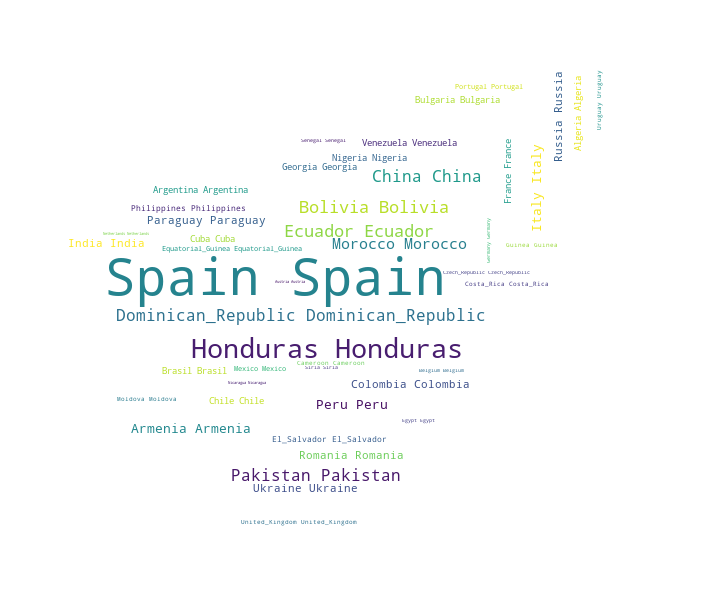 Portugal Portugal
Bulgaria Bulgaria
Russia Russia
Algeria Algeria
Uruguay Uruguay
Senegal Senegal
Venezuela Venezuela
Nigeria Nigeria
Georgia Georgia
China China
France France
Italy Italy
Argentina Argentina
Philippines Philippines
Paraguay Paraguay
Bolivia Bolivia
Ecuador Ecuador
India India
Cuba Cuba
Morocco Morocco
Germany Germany
Guinea Guinea
Equatorial_Guinea Equatorial_Guinea
Spain Spain
Austria Austria
Czech_Republic Czech_Republic
Costa_Rica Costa_Rica
Dominican_Republic Dominican_Republic
Honduras Honduras
Cameroon Cameroon
Brasil Brasil
Mexico Mexico
Siria Siria
Belgium Belgium
Nicaragua Nicaragua
Colombia Colombia
Moldova Moldova
Chile Chile
Peru Peru
Egypt Egypt
Armenia Armenia
El_Salvador El_Salvador
Romania Romania
Pakistan Pakistan
Ukraine Ukraine
United_Kingdom United_Kingdom